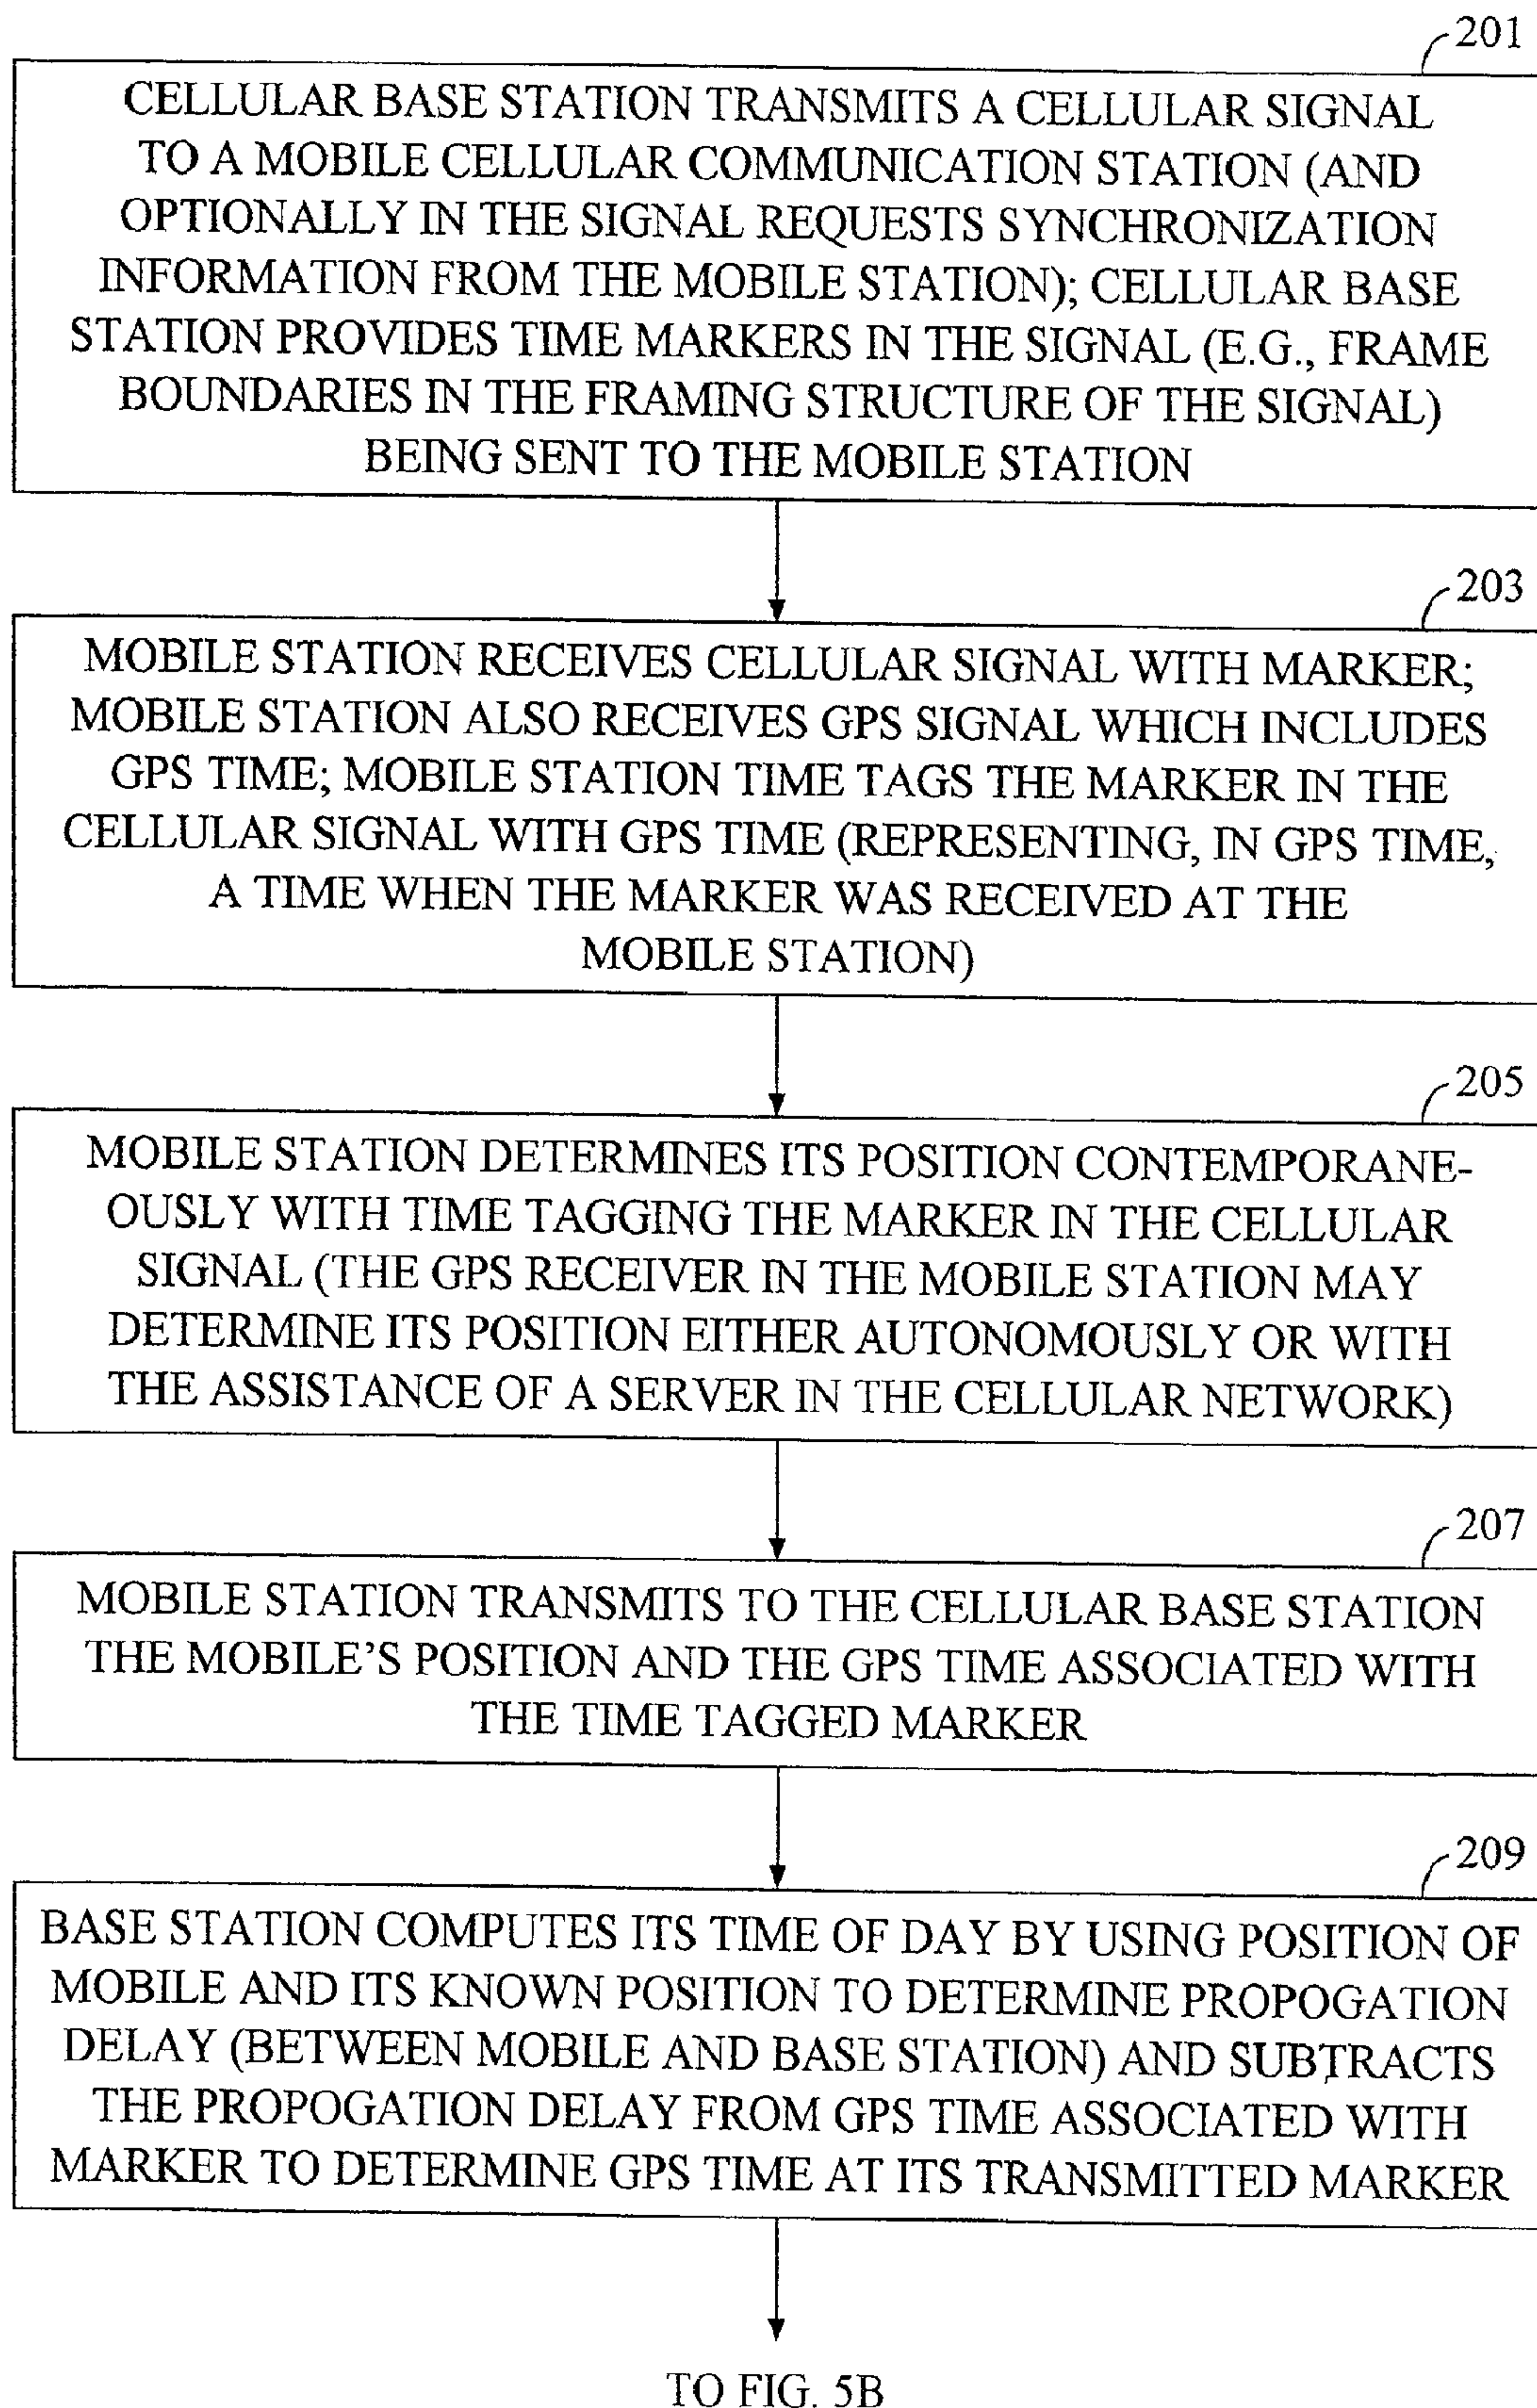 201
CELLULAR BASE STATION TRANSMITS A CELLULAR SIGNAL
TO A MOBILE CELLULAR COMMUNICATION STATION (AND
OPTIONALLY IN THE SIGNAL REQUESTS SYNCHRONIZATION
INFORMATION FROM THE MOBILE STATION); CELLULAR BASE
STATION PROVIDES TIME MARKERS IN THE SIGNAL (E.G., FRAME
BOUNDARIES IN THE FRAMING STRUCTURE OF THE SIGNAL)
BEING SENT TO THE MOBILE STATION
203
MOBILE STATION RECEIVES CELLULAR SIGNAL WITH MARKER;
MOBILE STATION ALSO RECEIVES GPS SIGNAL WHICH INCLUDES
GPS TIME; MOBILE STATION TIME TAGS THE MARKER IN THE
CELLULAR SIGNAL WITH GPS TIME (REPRESENTING, IN GPS TIME,
A TIME WHEN THE MARKER WAS RECEIVED AT THE
MOBILE STATION)
205
MOBILE STATION DETERMINES ITS POSITION CONTEMPORANE-
OUSLY WITH TIME TAGGING THE MARKER IN THE CELLULAR
SIGNAL (THE GPS RECEIVER IN THE MOBILE STATION MAY
DETERMINE ITS POSITION EITHER AUTONOMOUSLY OR WITH
THE ASSISTANCE OF A SERVER IN THE CELLULAR NETWORK)
207
MOBILE STATION TRANSMITS TO THE CELLULAR BASE STATION
THE MOBILE'S POSITION AND THE GPS TIME ASSOCIATED WITH
THE TIME TAGGED MARKER
209
BASE STATION COMPUTES ITS TIME OF DAY BY USING POSITION OF
MOBILE AND ITS KNOWN POSITION TO DETERMINE PROPOGATION
DELAY (BETWEEN MOBILE AND BASE STATION) AND SUBTRACTS
THE PROPOGATION DELAY FROM GPS TIME ASSOCIATED WITH
MARKER TO DETERMINE GPS TIME AT ITS TRANSMITTED MARKER
TO FIG. 5B